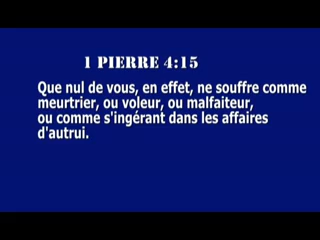 1 PIERRE 4:15
Que nul de vous, en effet, ne souffre comme
meurtrier, ou voleur, ou malfaiteur,
ou comme s'ingérant dans les affaires
d'autrui.